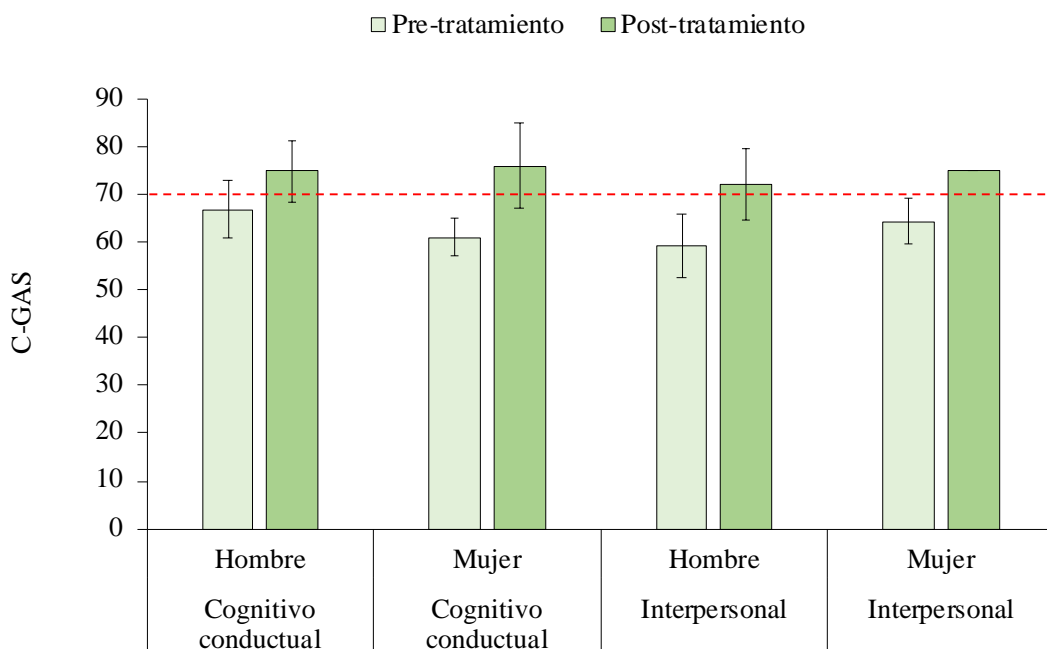 Pre-tratamiento Post-tratamiento
90
80
70
60
50
40
30
20
10
0
C-GAS
Hombre Mujer Hombre Mujer
Cognitivo conductual Cognitivo conductual Interpersonal Interpersonal